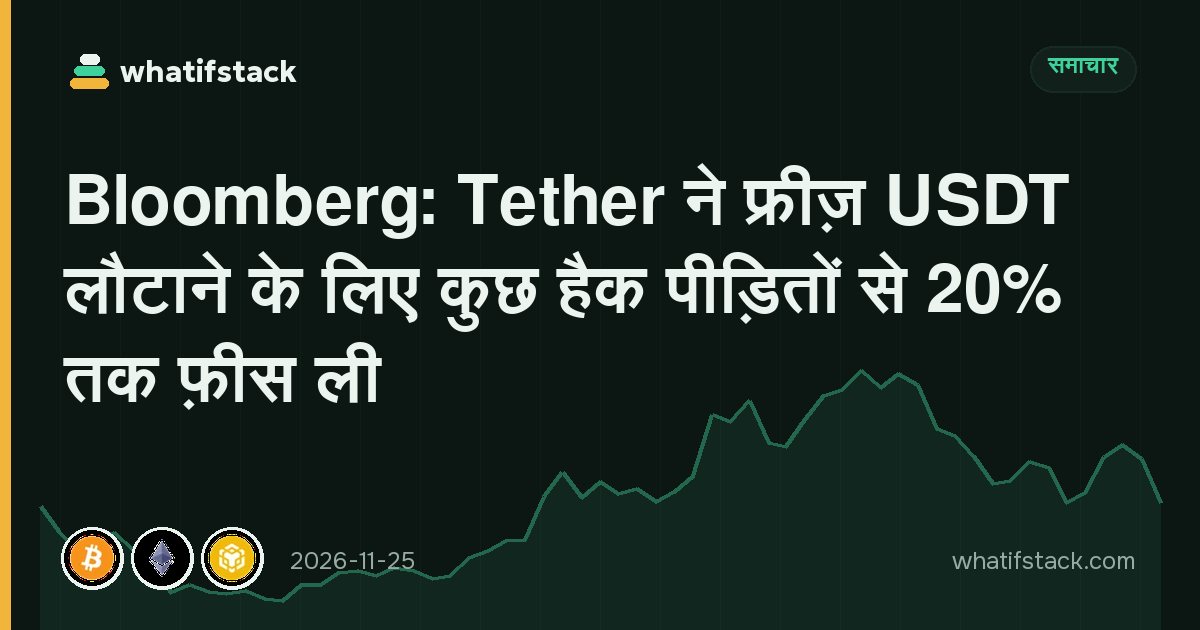 whatifstack
समाचार
Bloomberg: Tether ने फ्रीज़ USDT
लौटाने के लिए कुछ हैक पीड़ितों से 20%
तक फ़ीस ली
2026-11-25
whatifstack.com